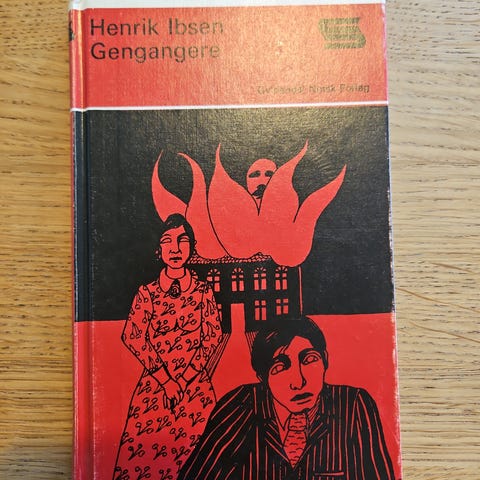 Henrik Ibsen
Gengangere
Gyldendal Norsk Forlag